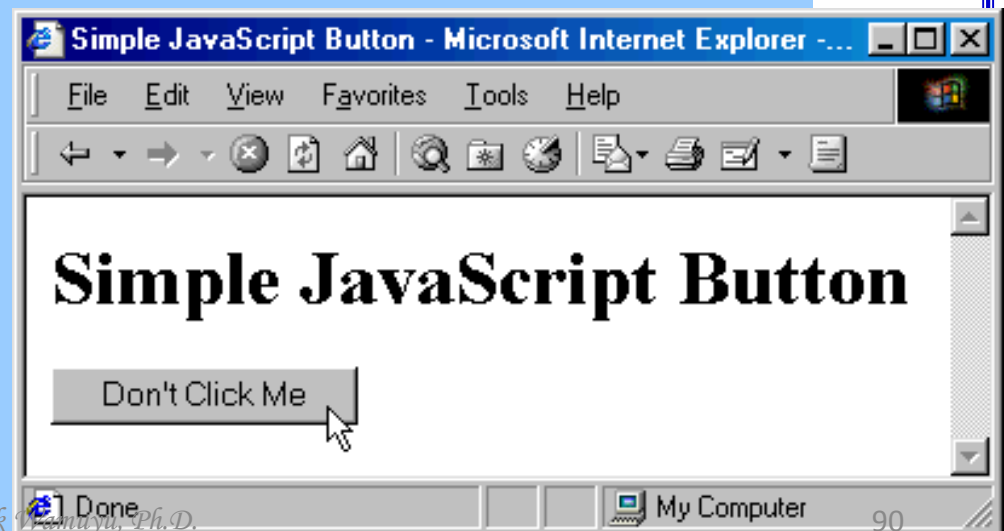 Simple JavaScript Button - Microsoft Internet Explorer -...
File Edit View Favorites Tools Help
Simple JavaScript Button
Don't Click Me
Done My Computer
Ph.D. 90